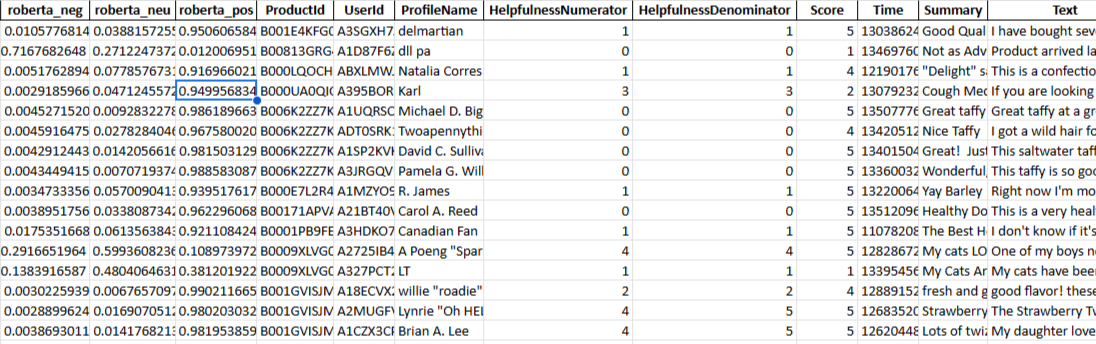 roberta_neg roberta_neu roberta_pos ProductId UserId ProfileName HelpfulnessNumerator HelpfulnessDenominator Score Time Summary Text
0.0105776814 0.0388157255 0.950606584 B001E4KFG0 A3SGXH7 delmartian 1 1 5 13038624 Good Qual I have bought sev
0.7167682648 0.2712247372 0.012006951 B00813GRG4 A1D87F6Z dll pa 0 0 1 13469760 Not as Adv Product arrived la
0.0051762894 0.0778576731 0.916966021 B000LQOCH ABXLMW Natalia Corres 1 1 4 12190176 "Delight" s This is a confectio
0.0029185966 0.0471245572 0.949956834 B000UA0QI A395BOR Karl 3 3 2 13079232 Cough Med If you are looking
0.0045271520 0.0092832278 0.986189663 B006K2ZZ7K A1UQRSC Michael D. Big 0 0 5 13507776 Great taffy Great taffy at a gr
0.0045916475 0.0278284046 0.967580020 B006K2ZZ7K ADT0SRK Twoapennythi 0 0 4 13420512 Nice Taffy I got a wild hair fo
0.0042912443 0.0142056616 0.981503129 B006K2ZZ7K A1SP2KV David C. Sulliv 0 0 5 13401504 Great! Just This saltwater taff
0.0044349415 0.0070719374 0.988583087 B006K2ZZ7K A3JRGQV Pamela G. Wil 0 0 5 13360032 Wonderful, This taffy is so goo
0.0034733356 0.0570090413 0.939517617 B000E7L2R4 A1MZYO9 R. James 1 1 5 13220064 Yay Barley Right now I'm mo
0.0038951756 0.0338087342 0.962296068 B00171APVA A21BT40 Carol A. Reed 0 0 5 13512096 Healthy Do This is a very heal
0.0175351668 0.0613563843 0.921108424 B0001PB9FE A3HDKO7 Canadian Fan 1 1 5 11078208 The Best H I don't know if it's
0.2916651964 0.5993608236 0.108973972 B0009XLVG0 A2725IB4 A Poeng "Spar 4 4 5 12828672 My cats LO One of my boys n
0.1383916587 0.4804064631 0.381201922 B0009XLVG0 A327PCT LT 1 1 1 13395456 My Cats Ar My cats have been
0.0030225939 0.0067657097 0.990211665 B001GVISJM A18ECVX willie "roadie" 2 2 4 12889152 fresh and g good flavor! these
0.0028899624 0.0169070512 0.980203032 B001GVISJM A2MUGF Lynrie "Oh HE 4 5 5 12683520 Strawberry The Strawberry Tw
0.0038693011 0.0141768213 0.981953859 B001GVISJM A1CZX3C Brian A. Lee 4 5 5 12620448 Lots of twiz My daughter love